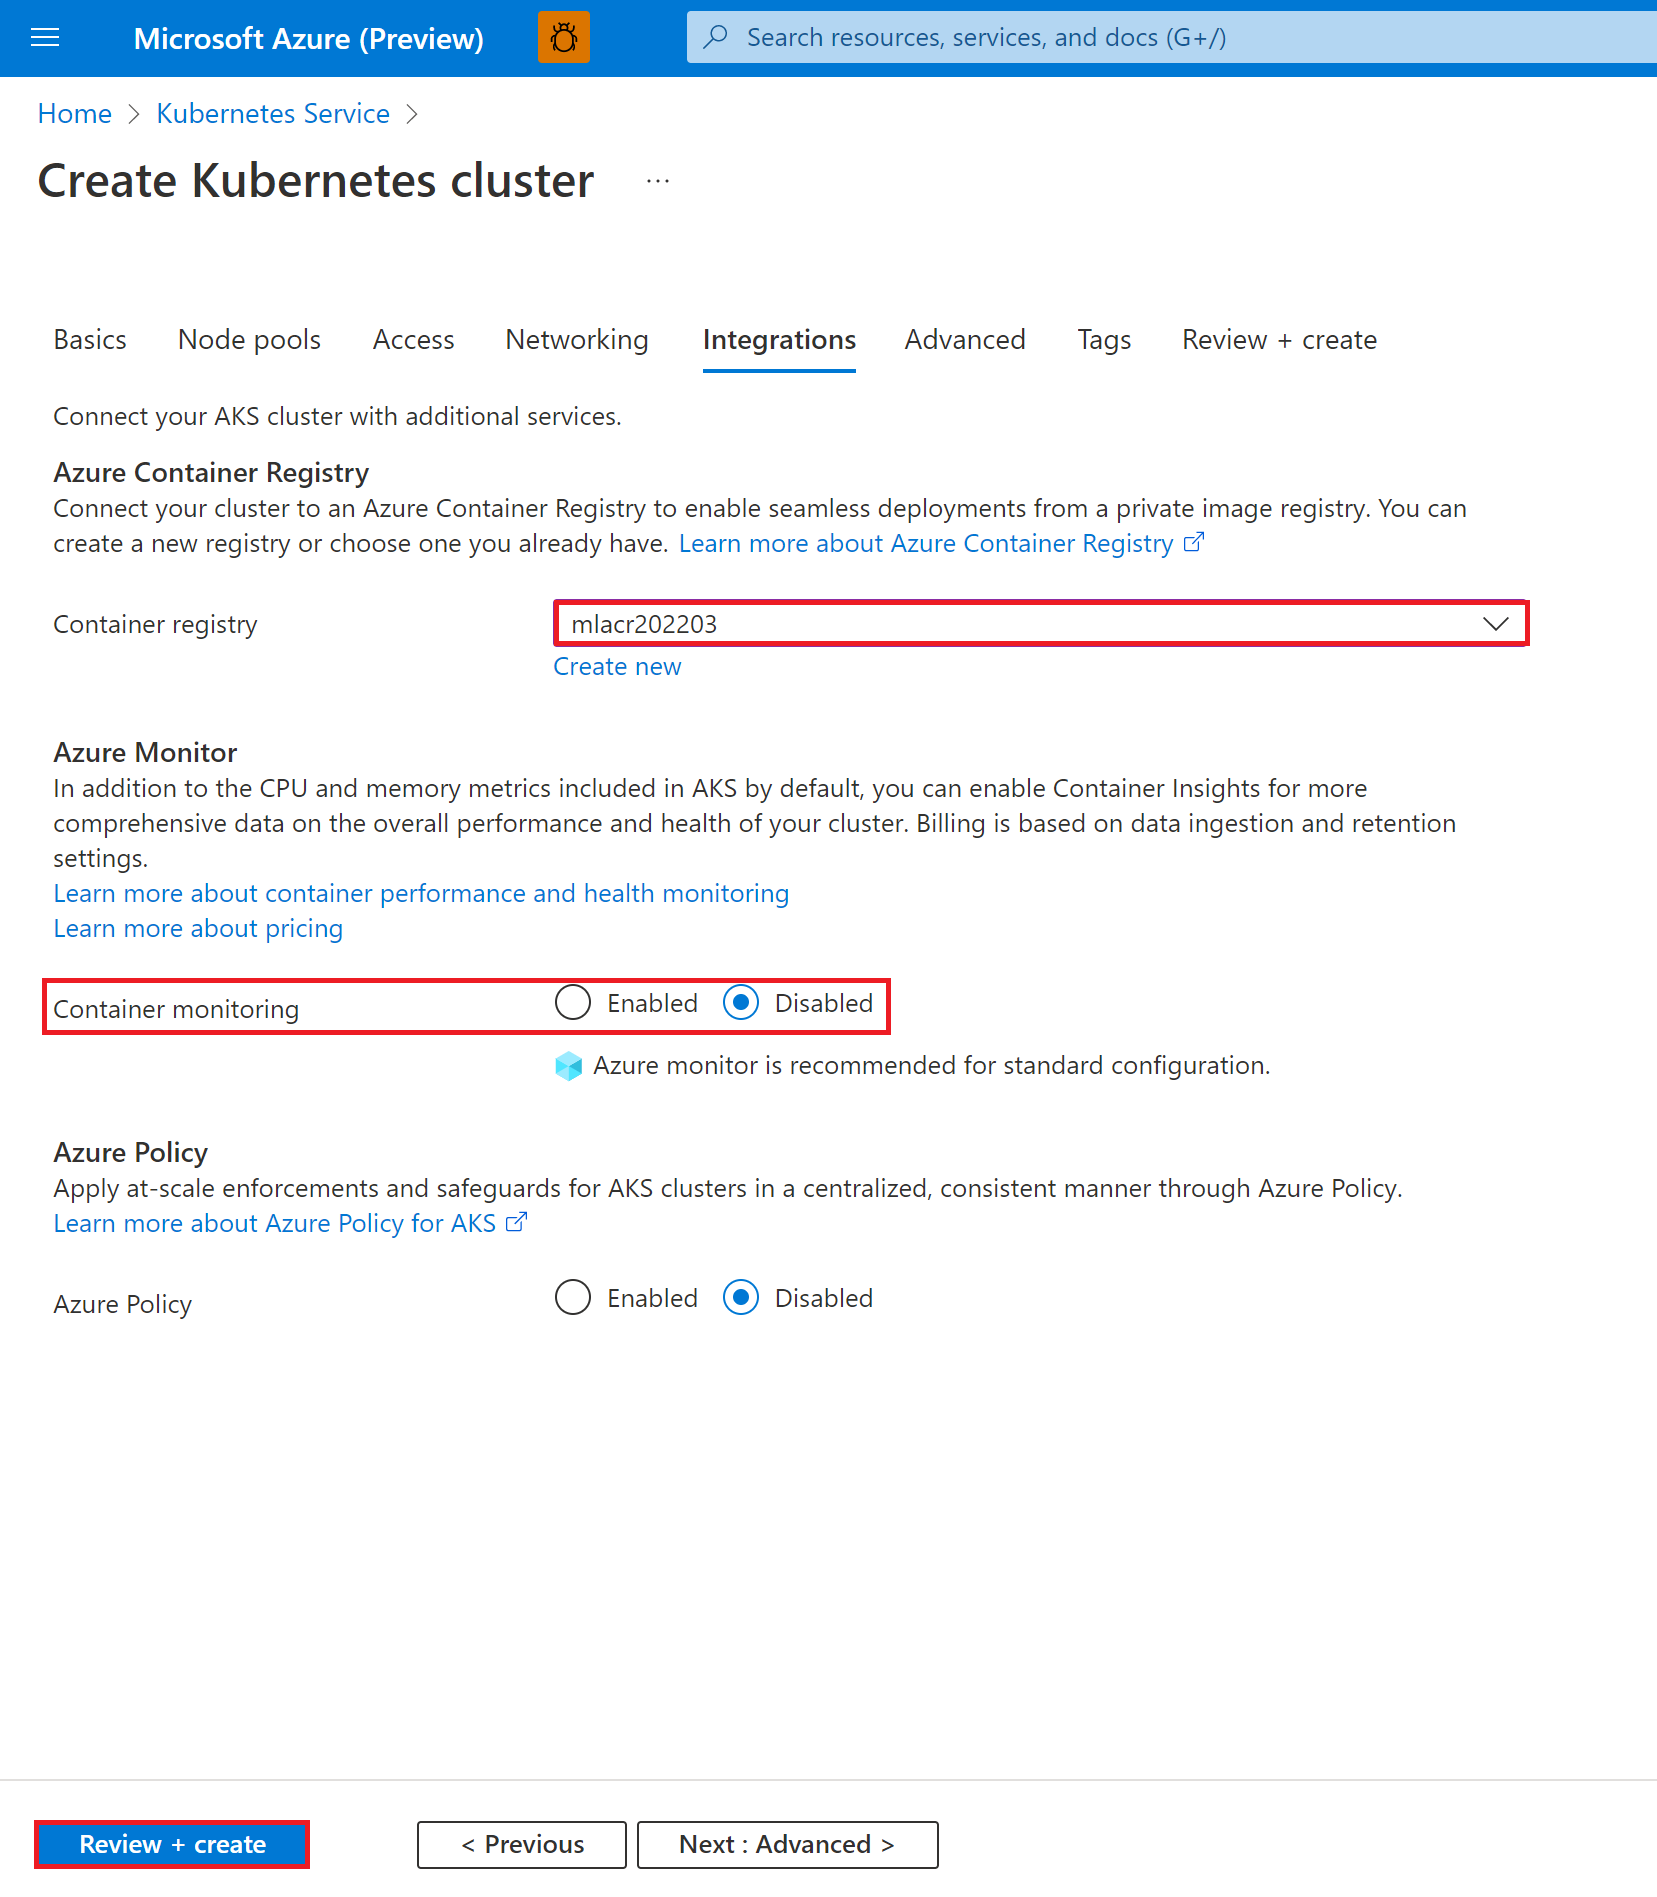 Microsoft Azure (Preview)
Search resources, services, and docs (G+/)
Home > Kubernetes Service >
Create Kubernetes cluster ...
Basics Node pools Access Networking Integrations Advanced Tags Review + create
Connect your AKS cluster with additional services.
Azure Container Registry
Connect your cluster to an Azure Container Registry to enable seamless deployments from a private image registry. You can
create a new registry or choose one you already have. Learn more about Azure Container Registry
Container registry mlacr202203
Create new
Azure Monitor
In addition to the CPU and memory metrics included in AKS by default, you can enable Container Insights for more
comprehensive data on the overall performance and health of your cluster. Billing is based on data ingestion and retention
settings.
Learn more about container performance and health monitoring
Learn more about pricing
Container monitoring Enabled Disabled
Azure monitor is recommended for standard configuration.
Azure Policy
Apply at-scale enforcements and safeguards for AKS clusters in a centralized, consistent manner through Azure Policy.
Learn more about Azure Policy for AKS
Azure Policy Enabled Disabled
Review + create < Previous Next : Advanced >